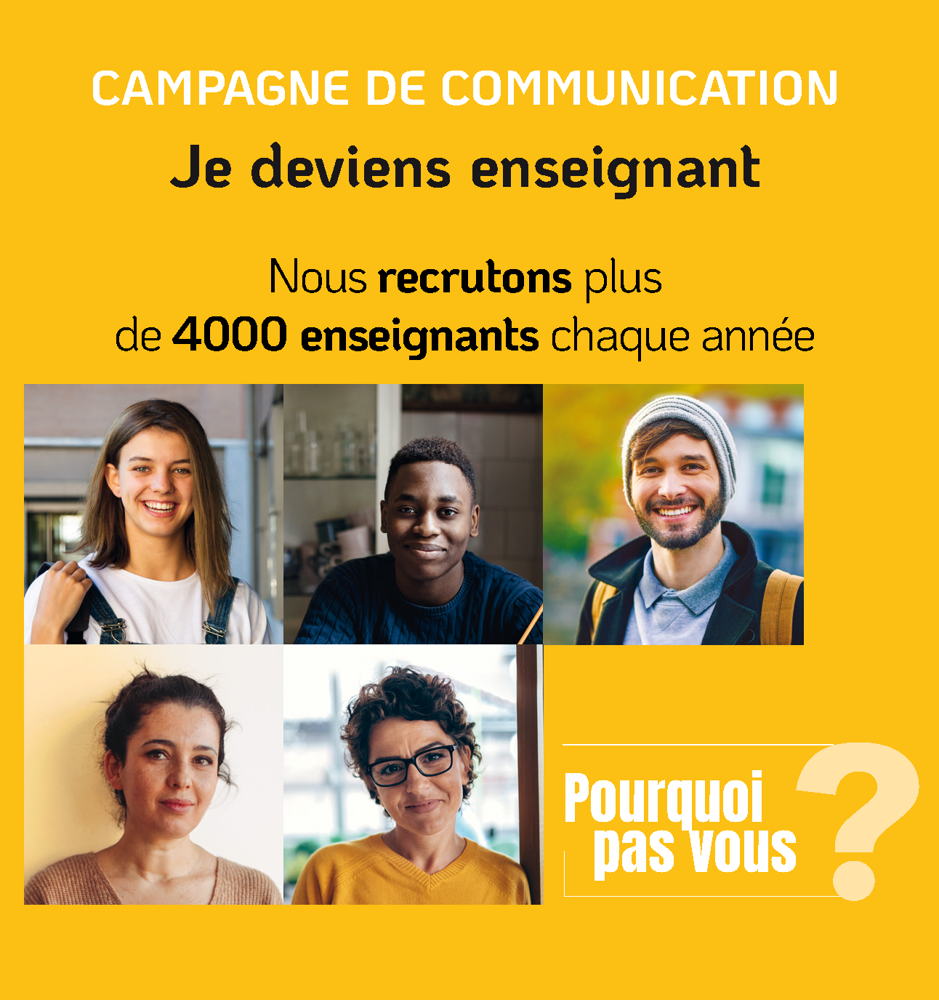 CAMPAGNE DE COMMUNICATION
Je deviens enseignant
Nous recrutons plus
de 4000 enseignants chaque année
Pourquoi
pas vous ?